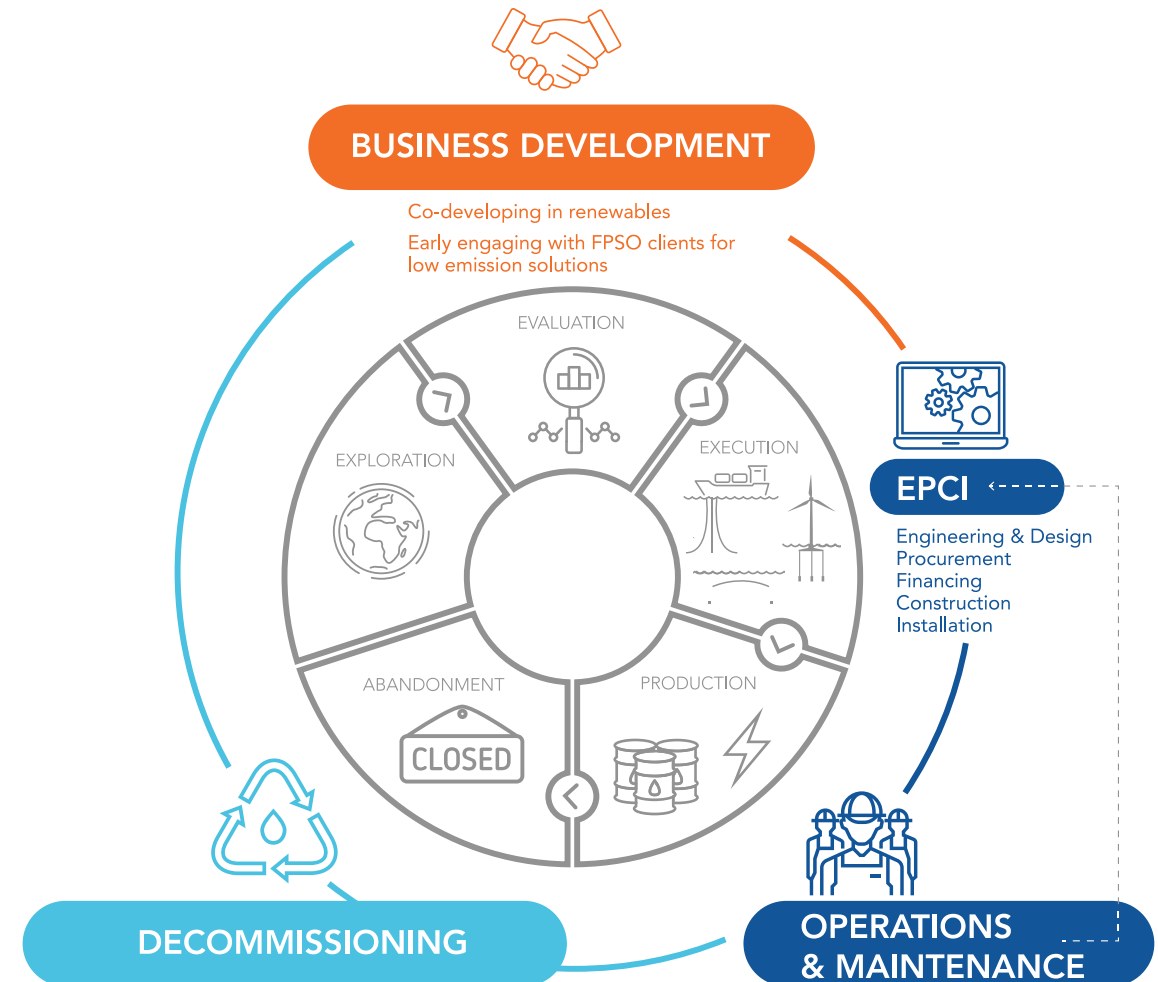 BUSINESS DEVELOPMENT
Co-developing in renewables
Early engaging with FPSO clients for
low emission solutions
EVALUATION
EXPLORATION
EXECUTION
EPCI
Engineering & Design
Procurement
Financing
Construction
Installation
ABANDONMENT
CLOSED
PRODUCTION
DECOMMISSIONING
OPERATIONS
& MAINTENANCE